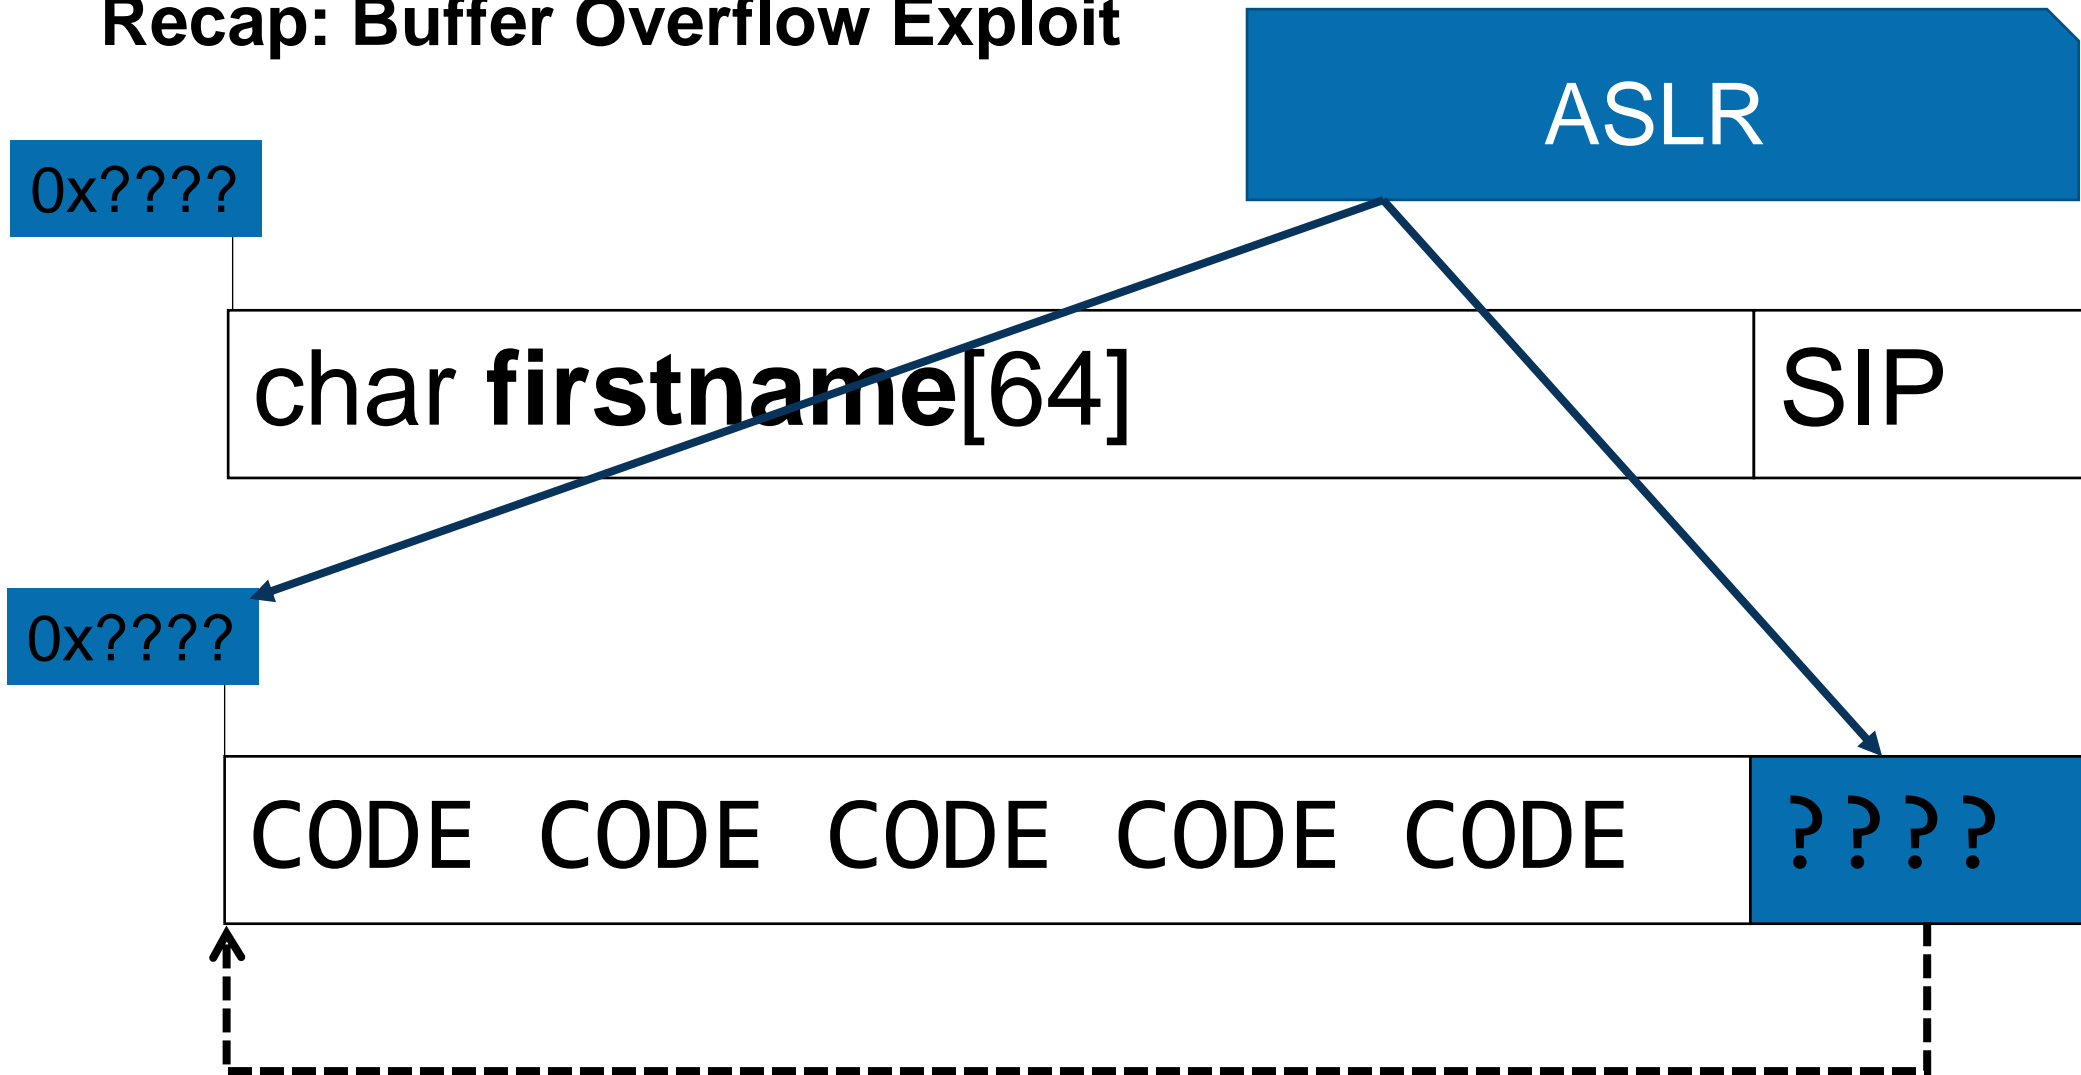 Recap: Buffer Overflow Exploit
ASLR
0x????
char firstname[64]
SIP
0x????
CODE CODE CODE CODE CODE
????